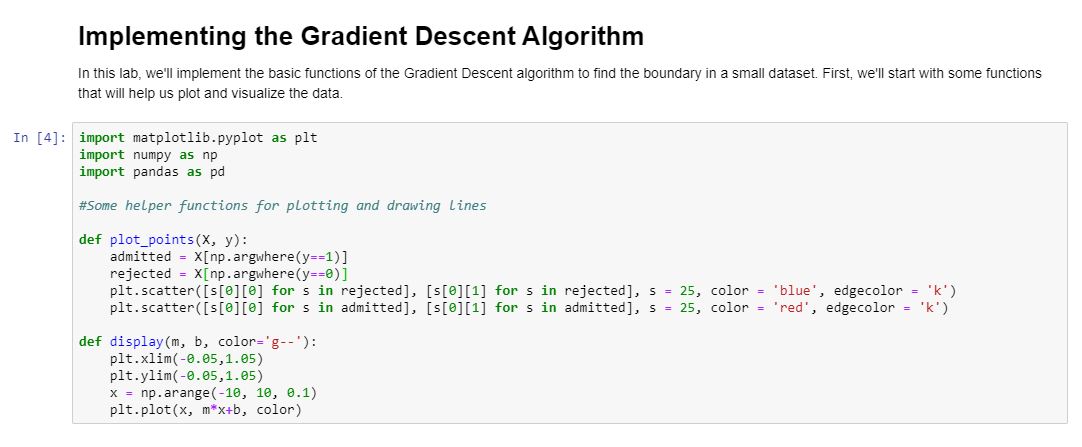 Implementing the Gradient Descent Algorithm
In this lab, we'll implement the basic functions of the Gradient Descent algorithm to find the boundary in a small dataset. First, we'll start with some functions
that will help us plot and visualize the data.
In [4]:
import matplotlib.pyplot as plt
import numpy as np
import pandas as pd
#Some helper functions for plotting and drawing lines
def plot_points(X, y):
    admitted = X[np.argwhere(y==1)]
    rejected = X[np.argwhere(y==0)]
    plt.scatter([s[0][0] for s in rejected], [s[0][1] for s in rejected], s = 25, color = 'blue', edgecolor = 'k')
    plt.scatter([s[0][0] for s in admitted], [s[0][1] for s in admitted], s = 25, color = 'red', edgecolor = 'k')
def display(m, b, color='g--'):
    plt.xlim(-0.05,1.05)
    plt.ylim(-0.05,1.05)
    x = np.arange(-10, 10, 0.1)
    plt.plot(x, m*x+b, color)